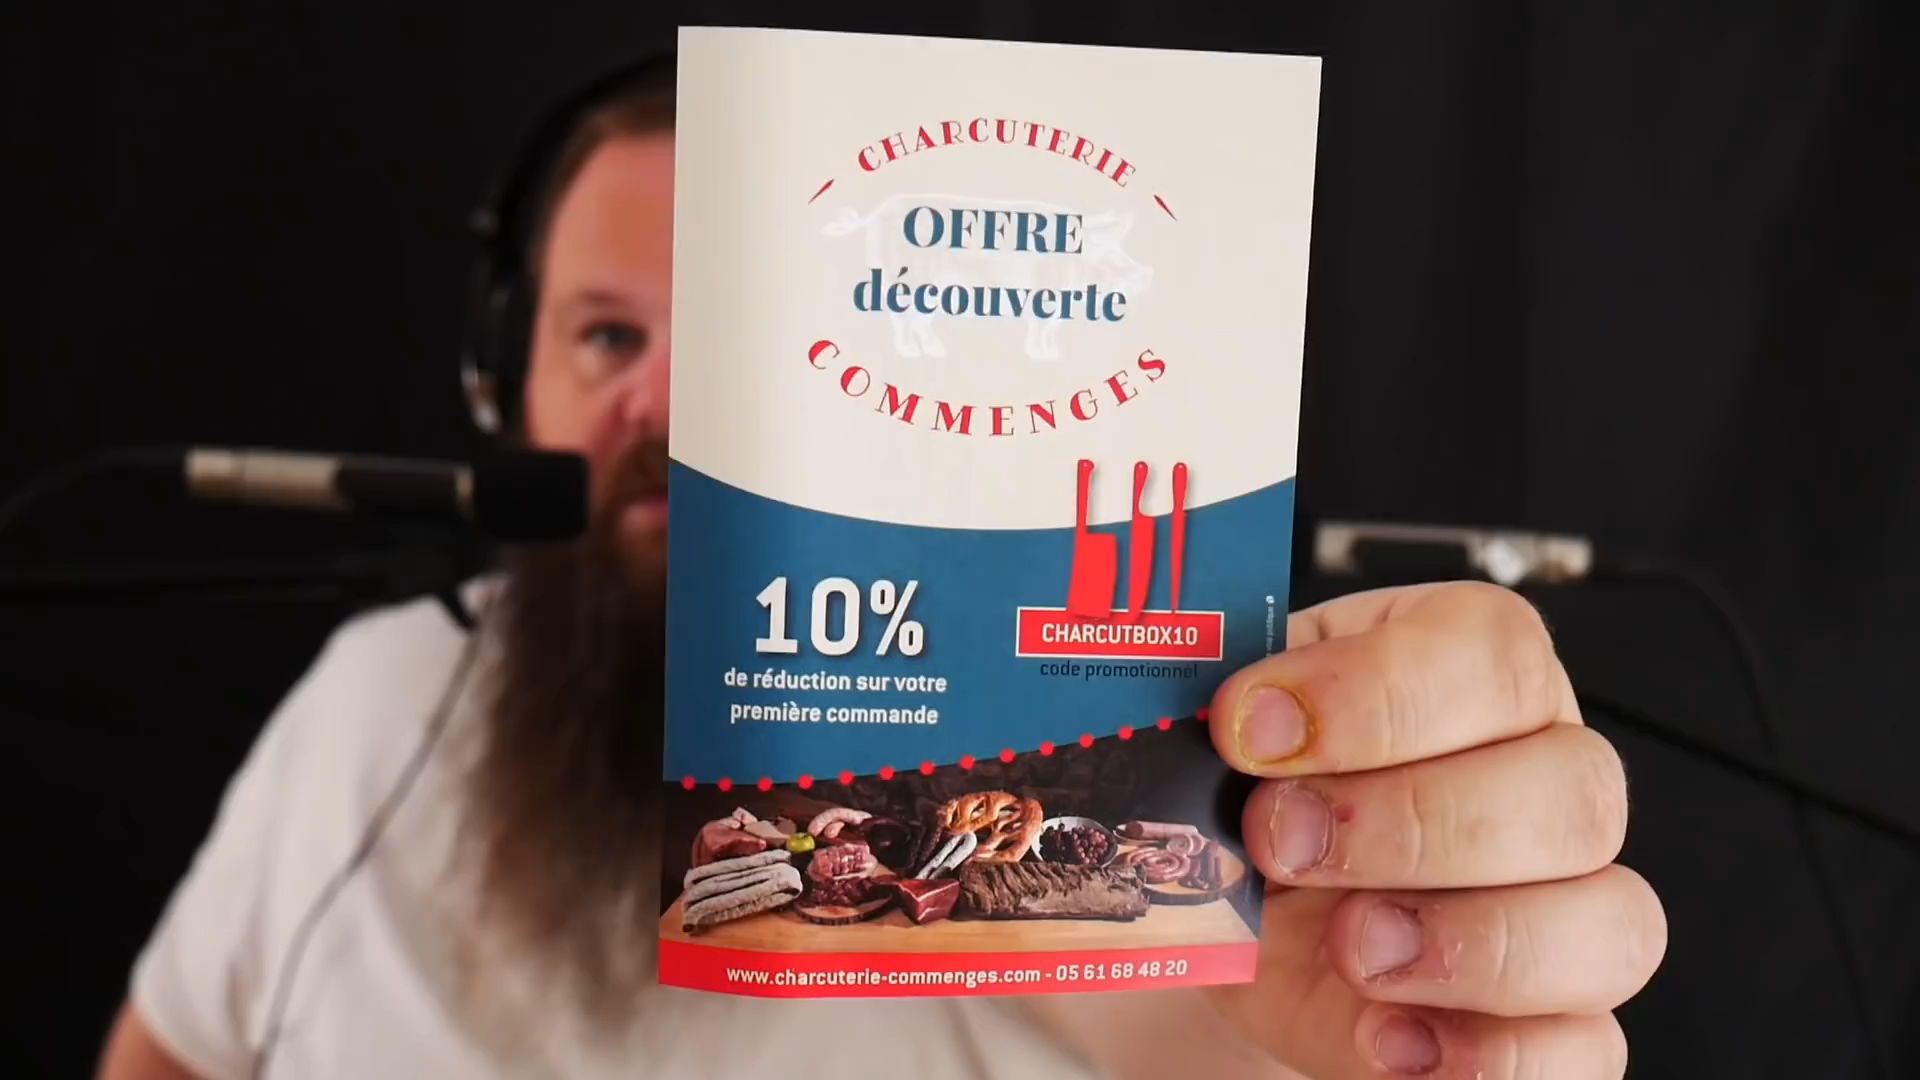 CHARCUTERIE
OFFRE
découverte
COMMENGES
10%
de réduction sur votre
première commande
CHARCUTBOX10
code promotionnel
www.charcuterie-commenges.com - 05 61 68 48 20